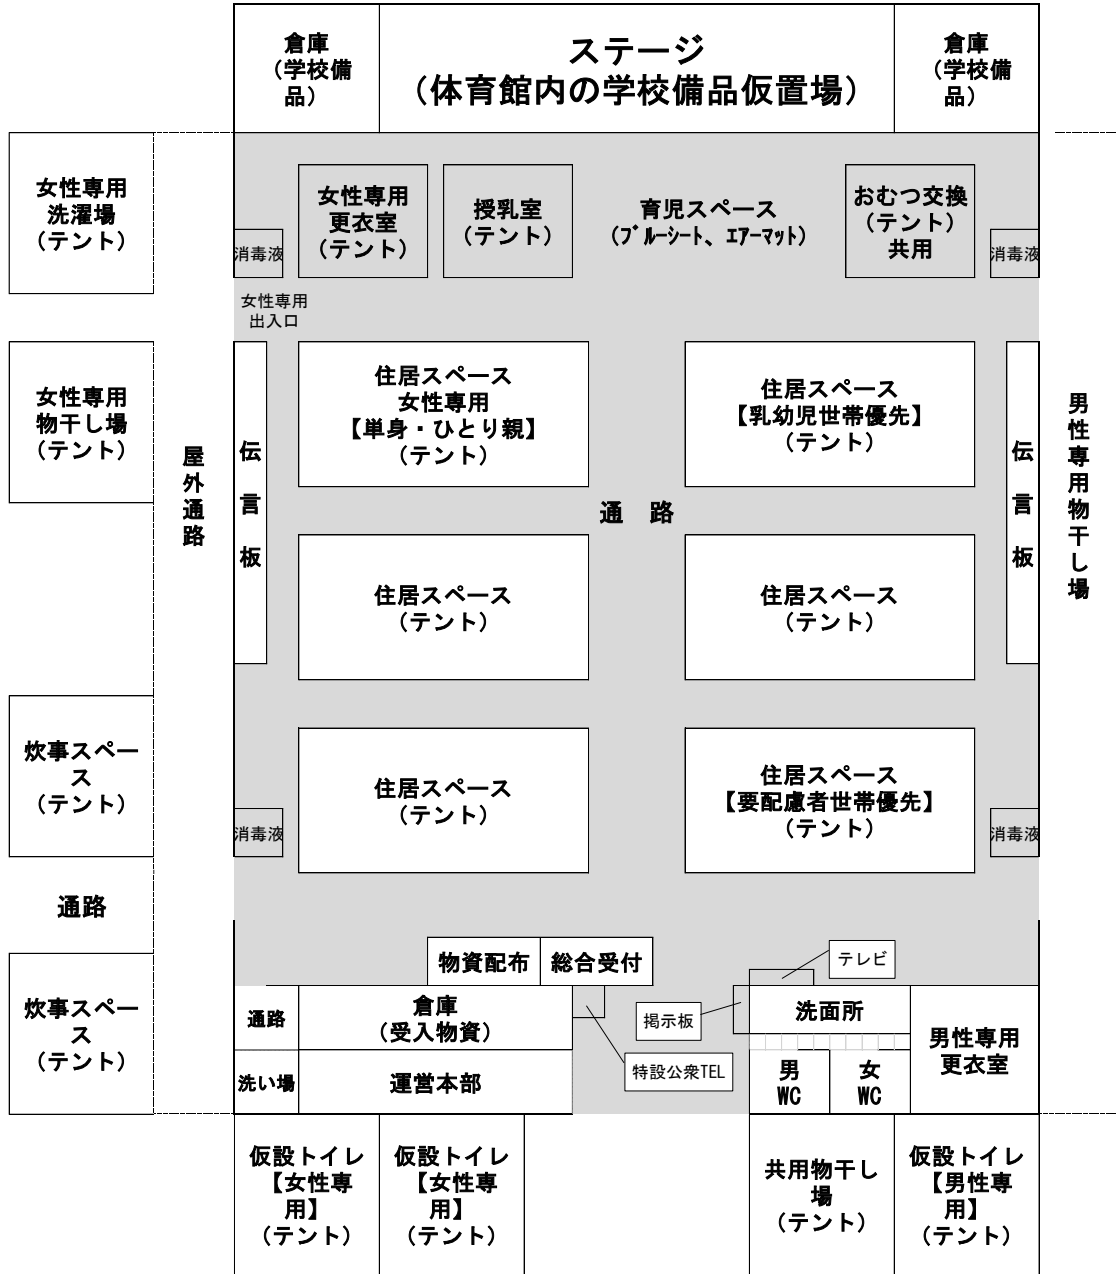 倉庫
（学校備
品）
ステージ
（体育館内の学校備品仮置場）
倉庫
（学校備
品）
女性専用
洗濯場
（テント）
消毒液
女性専用
更衣室
（テント）
授乳室
（テント）
育児スペース
（ﾌﾞﾙｰｼｰﾄ、ｴｱｰﾏｯﾄ）
おむつ交換
（テント）
共用
消毒液
女性専用
出入口
女性専用
物干し場
（テント）
屋外通路
伝言板
住居スペース
女性専用
【単身・ひとり親】
（テント）
住居スペース
【乳幼児世帯優先】
（テント）
伝言板
男性専用物干し場
通　路
住居スペース
（テント）
住居スペース
（テント）
炊事スペー
ス
（テント）
消毒液
住居スペース
（テント）
住居スペース
【要配慮者世帯優先】
（テント）
消毒液
通路
物資配布
総合受付
テレビ
炊事スペー
ス
（テント）
通路
倉庫
（受入物資）
掲示板
洗面所
男性専用
更衣室
洗い場
運営本部
特設公衆TEL
男
WC
女
WC
仮設トイレ
【女性専
用】
（テント）
仮設トイレ
【女性専
用】
（テント）
共用物干し
場
（テント）
仮設トイレ
【男性専
用】
（テント）